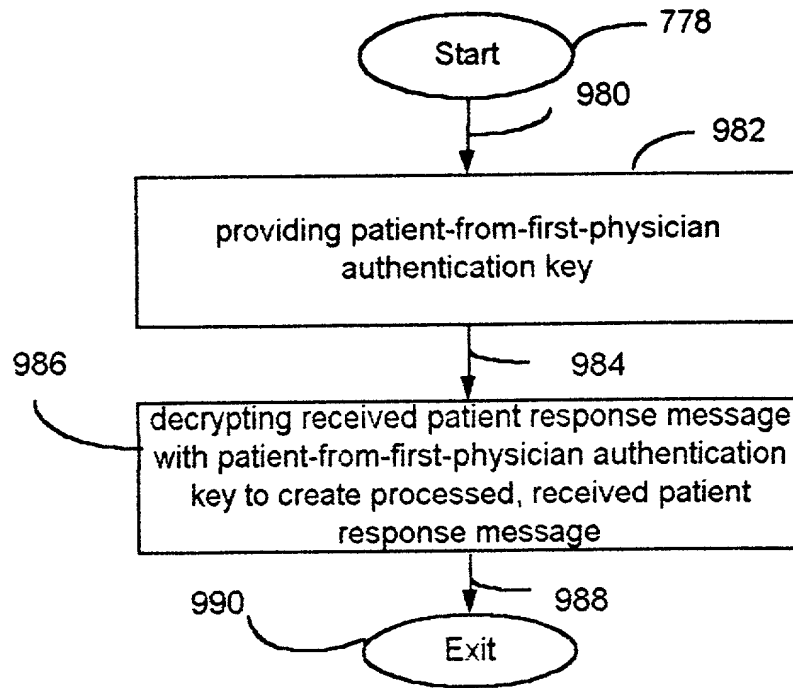 Start
778
980
982
providing patient-from-first-physician
authentication key
984
986
decrypting received patient response message
with patient-from-first-physician authentication
key to create processed, received patient
response message
988
990
Exit